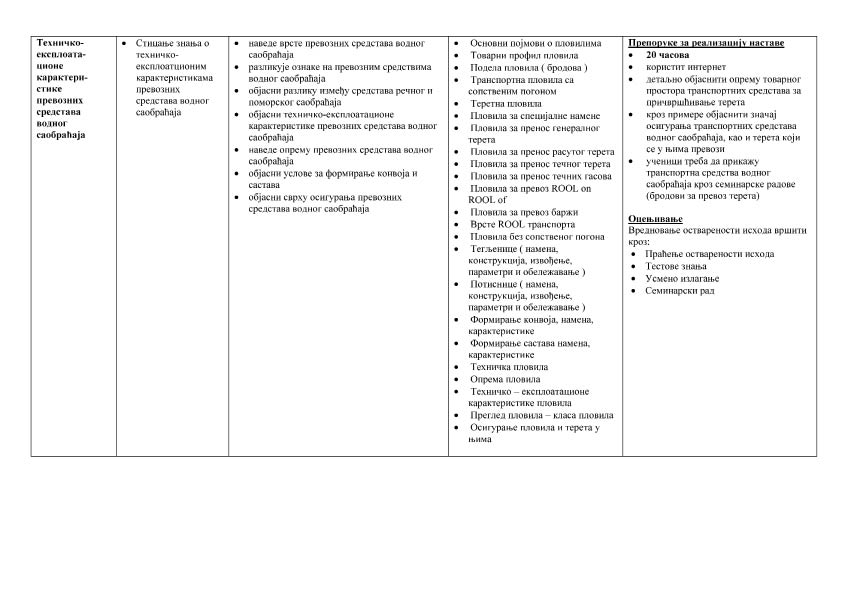 Техничко-
експлоата-
ционе
карактери-
стике
превозних
средстава
водног
саобраћаја
• Стицање знања о
техничко-
експлоатционим
карактеристикама
превозних
средстава водног
саобраћаја
• наведе врсте превозних средстава водног
саобраћаја
• разликује ознаке на превозним средствима
водног саобраћаја
• објасни разлику између средстава речног и
поморског саобраћаја
• објасни техничко-експлоатационе
карактеристике превозних средстава водног
саобраћаја
• наведе опрему превозних средстава водног
саобраћаја
• објасни услове за формирање конвоја и
састава
• објасни сврху осигурања превозних
средстава водног саобраћаја
• Основни појмови о пловилима
• Товарни профил пловила
• Подела пловила ( бродова )
• Транспортна пловила са
сопственим погоном
• Теретна пловила
• Пловила за специјалне намене
• Пловила за пренос генералног
терета
• Пловила за пренос расутог терета
• Пловила за пренос течног терета
• Пловила за пренос течних гасова
• Пловила за превоз ROOL on
ROOL of
• Пловила за превоз баржи
• Врсте ROOL транспорта
• Пловила без сопственог погона
• Тегљенице ( намена,
конструкција, извођење,
параметри и обележавање )
• Потиснице ( намена,
конструкција, извођење,
параметри и обележавање )
• Формирање конвоја, намена,
карактеристике
• Формирање састава намена,
карактеристике
• Техничка пловила
• Опрема пловила
• Техничко – експлоатационе
карактеристике пловила
• Преглед пловила – класа пловила
• Осигурање пловила и терета у
њима
Препоруке за реализацију наставе
• 20 часова
• користит интернет
• детаљно објаснити опрему товарног
простора транспортних средстава за
причвршћивање терета
• кроз примере објаснити значај
осигурања транспортних средстава
водног саобраћаја, као и терета који
се у њима превози
• ученици треба да прикажу
транспортна средства водног
саобраћаја кроз семинарске радове
(бродови за превоз терета)
Оцењивање
Вредновање остварености исхода вршити
кроз:
• Праћење остварености исхода
• Тестове знања
• Усмено излагање
• Семинарски рад